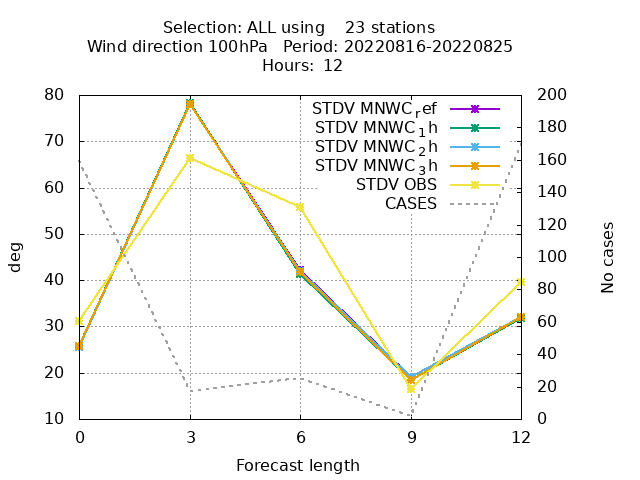 Selection: ALL using    23 stations
Wind direction 100hPa   Period: 20220816-20220825
Hours:  12
80
70
60
50
40
30
20
10
deg
200
180
160
140
120
100
80
60
40
20
0
No cases
STDV MNWC_ref
STDV MNWC_1h
STDV MNWC_2h
STDV MNWC_3h
STDV OBS
CASES
0 3 6 9 12
Forecast length